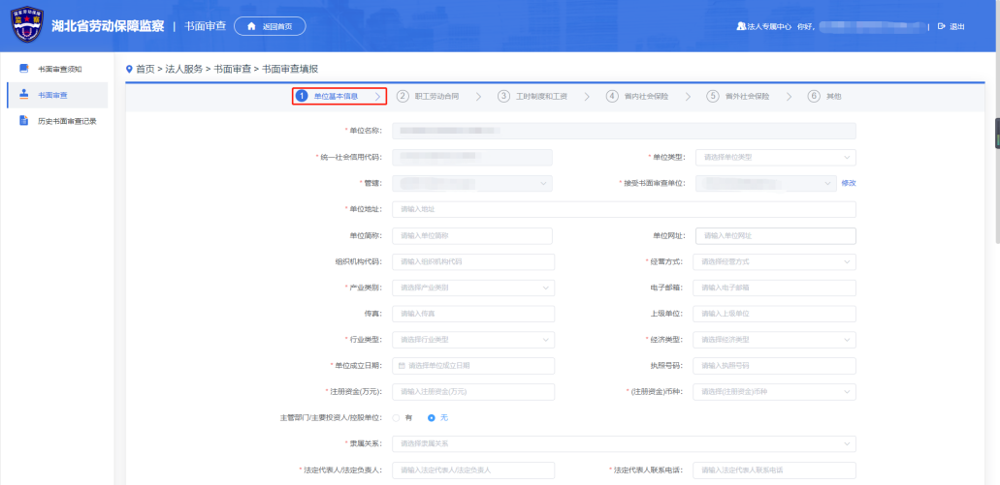 湖北省劳动保障监察 | 书面审查 返回首页 法人专属中心 你好, | 退出
书面审查须知
书面审查
历史书面审查记录
首页 > 法人服务 > 书面审查 > 书面审查填报
1 单位基本信息 > 2 职工劳动合同 > 3 工时制度和工资 > 4 省内社会保险 > 5 省外社会保险 > 6 其他
* 单位名称:
* 统一社会信用代码: * 单位类型: 请选择单位类型
* 管辖: * 接受书面审查单位: 修改
* 单位地址: 请输入地址
单位简称: 请输入单位简称 单位网址: 请输入单位网址
组织机构代码: 请输入组织机构代码 * 经营方式: 请选择经营方式
* 产业类别: 请选择产业类别 电子邮箱: 请输入电子邮箱
传真: 请输入传真 上级单位: 请输入上级单位
* 行业类型: 请选择行业类型 * 经济类型: 请选择经济类型
* 单位成立日期: 请选择单位成立日期 执照号码: 请输入执照号码
* 注册资金(万元): 请输入注册资金(万元) * (注册资金)币种: 请选择(注册资金)币种
主管部门/主要投资人/控股单位: 有 无
* 隶属关系: 请选择隶属关系
* 法定代表人/法定负责人: 请输入法定代表人/法定负责人 * 法定代表人联系电话: 请输入法定代表人联系电话